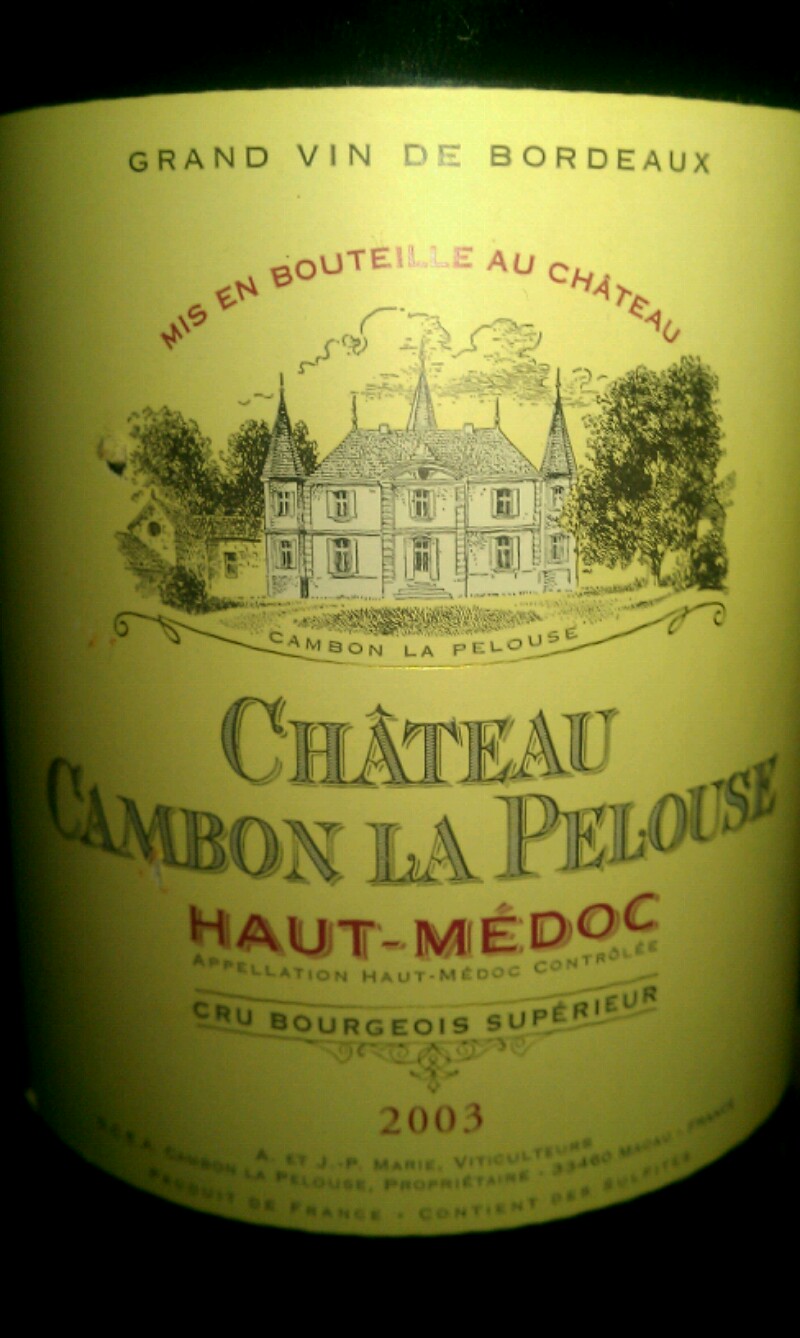 GRAND VIN DE BORDEAUX
MIS EN BOUTEILLE AU CHÂTEAU
CAMBON LA PELOUSE
CHÂTEAU
CAMBON LA PELOUSE
HAUT-MÉDOC
APPELLATION HAUT-MÉDOC CONTRÔLÉE
CRU BOURGEOIS SUPÉRIEUR
2003
A. ET J.-P. MARIE, VITICULTEURS
CAMBON LA PELOUSE, PROPRIÉTAIRE - 33460 MACAU - FRANCE
PRODUIT DE FRANCE - CONTIENT DES SULFITES